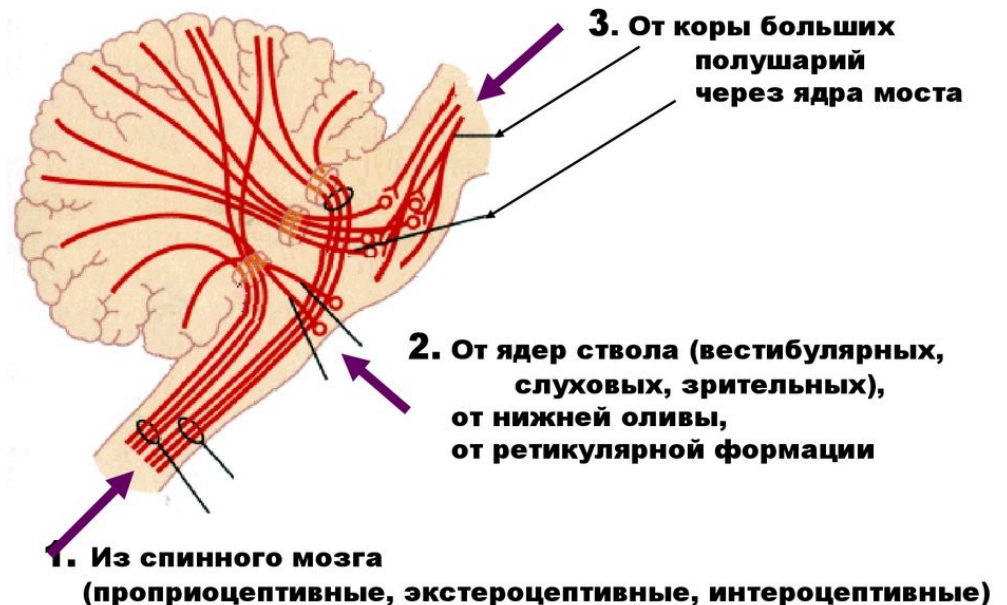 3. От коры больших
полушарий
через ядра моста
2. От ядер ствола (вестибулярных,
слуховых, зрительных),
от нижней оливы,
от ретикулярной формации
1. Из спинного мозга
(проприоцептивные, экстероцептивные, интероцептивные)